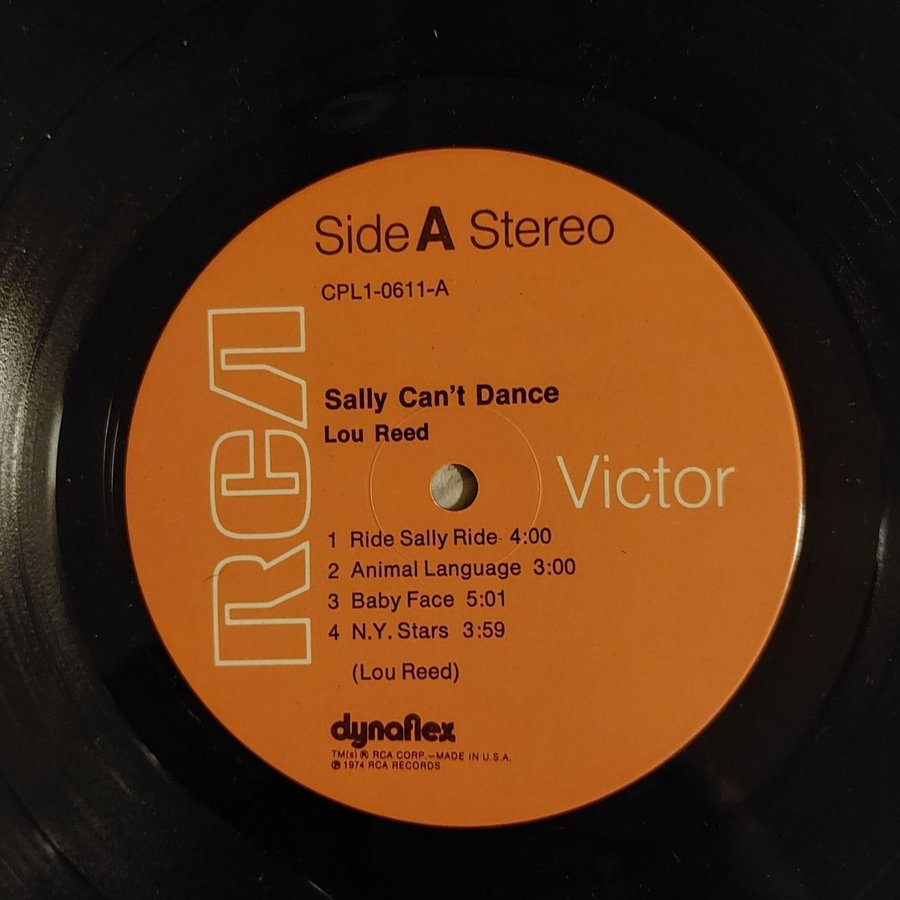 Side A Stereo
CPL1-0611-A
RCA
Sally Can't Dance
Lou Reed
Victor
1 Ride Sally Ride 4:00
2 Animal Language 3:00
3 Baby Face 5:01
4 N.Y. Stars 3:59
(Lou Reed)
dynaflex
TM(s) ® RCA CORP.—MADE IN U.S.A.
℗ 1974 RCA RECORDS